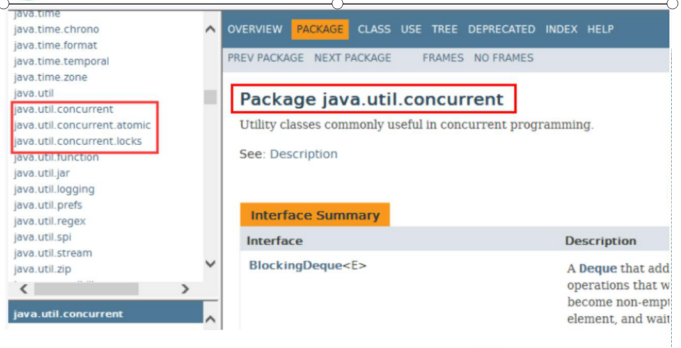 java.time
java.time.chrono
java.time.format
java.time.temporal
java.time.zone
java.util
java.util.concurrent
java.util.concurrent.atomic
java.util.concurrent.locks
java.util.function
java.util.jar
java.util.logging
java.util.prefs
java.util.regex
java.util.spi
java.util.stream
java.util.zip
java.util.concurrent
OVERVIEW PACKAGE CLASS USE TREE DEPRECATED INDEX HELP
PREV PACKAGE NEXT PACKAGE FRAMES NO FRAMES
Package java.util.concurrent
Utility classes commonly useful in concurrent programming.
See: Description
Interface Summary
Interface Description
BlockingDeque<E> A Deque that add
operations that w
become non-emp
element, and wait